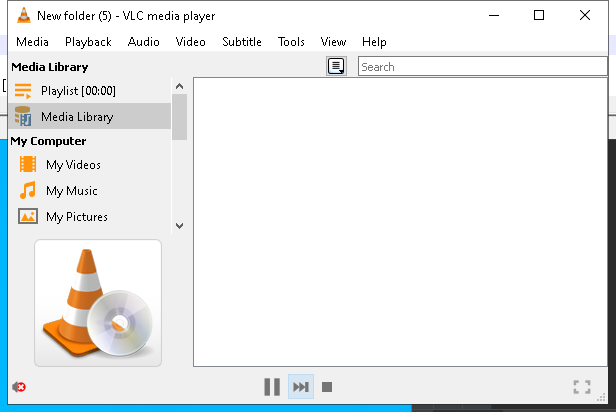 New folder (5) - VLC media player
Media Playback Audio Video Subtitle Tools View Help
Media Library
Search
Playlist [00:00]
Media Library
My Computer
My Videos
My Music
My Pictures